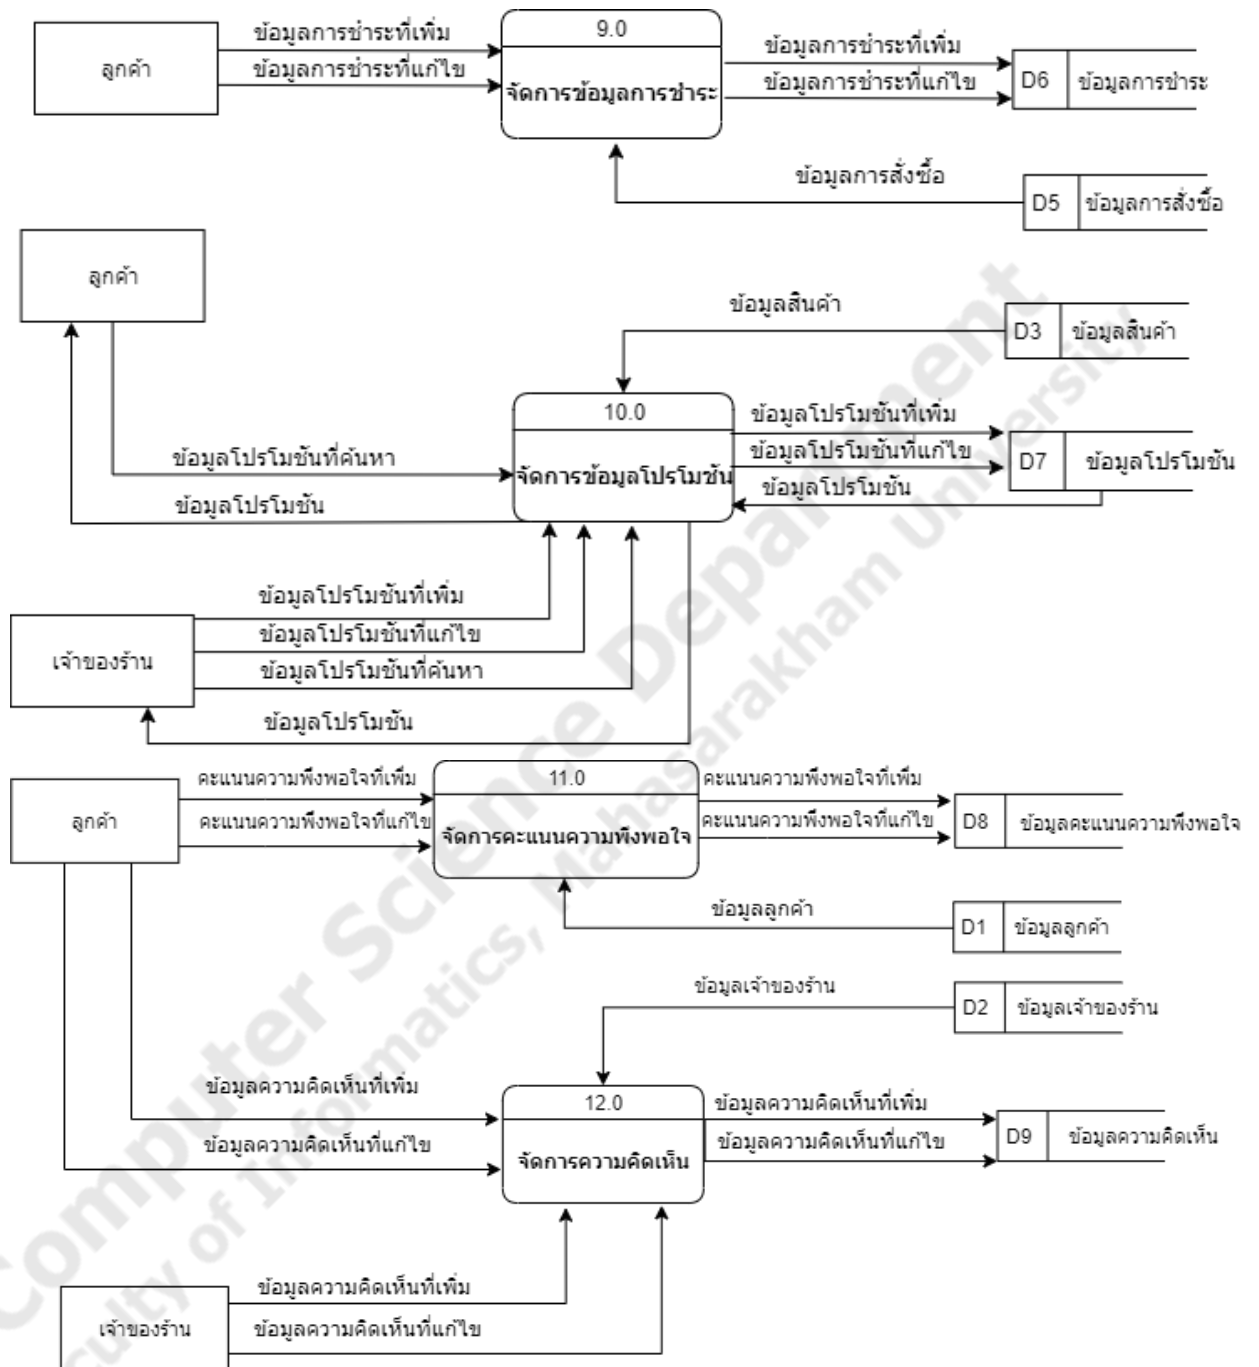 ลูกค้า
ข้อมูลการชำระที่เพิ่ม
ข้อมูลการชำระที่แก้ไข
9.0
จัดการข้อมูลการชำระ
ข้อมูลการชำระที่เพิ่ม
ข้อมูลการชำระที่แก้ไข
D6 ข้อมูลการชำระ
ข้อมูลการสั่งซื้อ
D5 ข้อมูลการสั่งซื้อ
ลูกค้า
ข้อมูลสินค้า
D3 ข้อมูลสินค้า
10.0
จัดการข้อมูลโปรโมชัน
ข้อมูลโปรโมชันที่เพิ่ม
ข้อมูลโปรโมชันที่แก้ไข
ข้อมูลโปรโมชัน
D7 ข้อมูลโปรโมชัน
ข้อมูลโปรโมชันที่ค้นหา
ข้อมูลโปรโมชัน
เจ้าของร้าน
ข้อมูลโปรโมชันที่เพิ่ม
ข้อมูลโปรโมชันที่แก้ไข
ข้อมูลโปรโมชันที่ค้นหา
ข้อมูลโปรโมชัน
ลูกค้า
คะแนนความพึงพอใจที่เพิ่ม
คะแนนความพึงพอใจที่แก้ไข
11.0
จัดการคะแนนความพึงพอใจ
คะแนนความพึงพอใจที่เพิ่ม
คะแนนความพึงพอใจที่แก้ไข
D8 ข้อมูลคะแนนความพึงพอใจ
ข้อมูลลูกค้า
D1 ข้อมูลลูกค้า
ข้อมูลเจ้าของร้าน
D2 ข้อมูลเจ้าของร้าน
ข้อมูลความคิดเห็นที่เพิ่ม
ข้อมูลความคิดเห็นที่แก้ไข
12.0
จัดการความคิดเห็น
ข้อมูลความคิดเห็นที่เพิ่ม
ข้อมูลความคิดเห็นที่แก้ไข
D9 ข้อมูลความคิดเห็น
เจ้าของร้าน
ข้อมูลความคิดเห็นที่เพิ่ม
ข้อมูลความคิดเห็นที่แก้ไข
Computer Science Department
culty of Informatics, Mahasarakham University